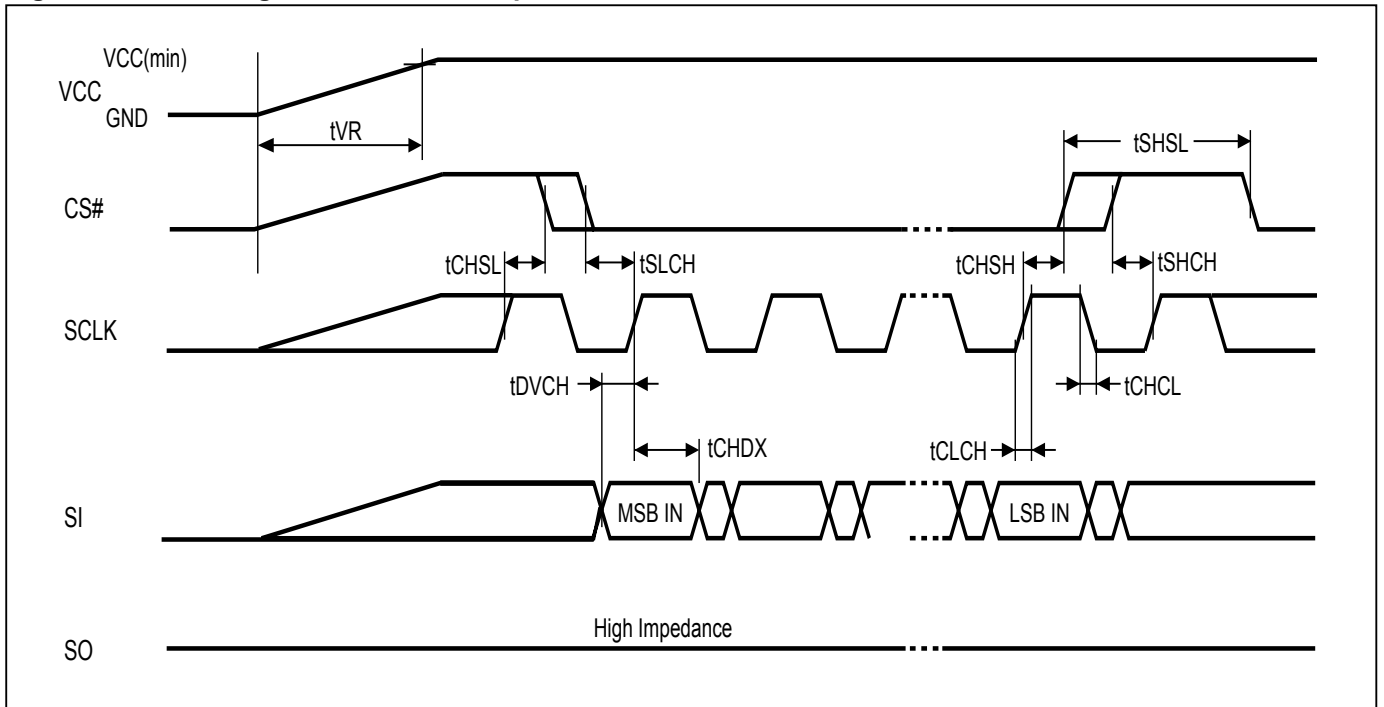 VCC(min)
VCC
GND
tVR
tSHSL
CS#
tCHSL
tSLCH
tCHSH
tSHCH
SCLK
tDVCH
tCHCL
tCHDX
tCLCH
SI
MSB IN
LSB IN
High Impedance
SO